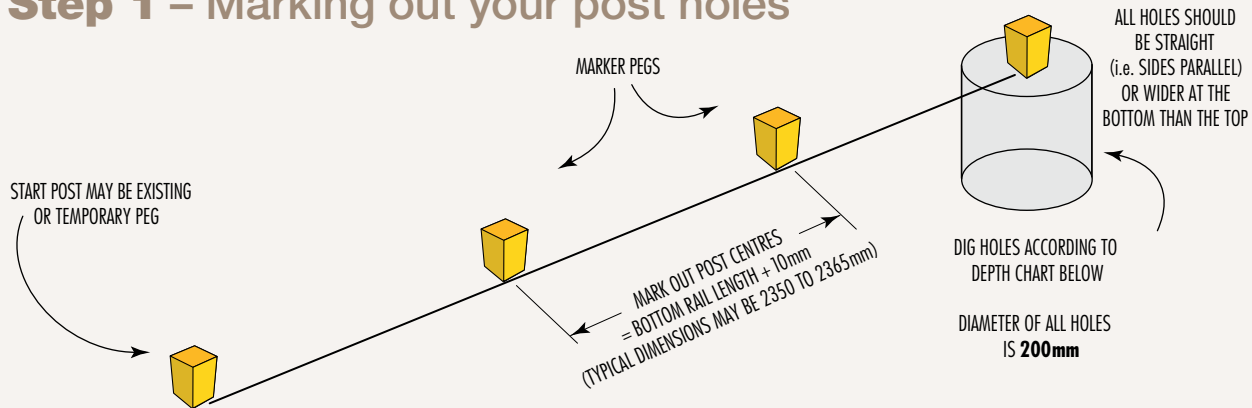 Step 1 – Marking out your post holes
MARKER PEGS
ALL HOLES SHOULD
BE STRAIGHT
(i.e. SIDES PARALLEL)
OR WIDER AT THE
BOTTOM THAN THE TOP
START POST MAY BE EXISTING
OR TEMPORARY PEG
MARK OUT POST CENTRES
= BOTTOM RAIL LENGTH + 10mm
(TYPICAL DIMENSIONS MAY BE 2350 TO 2365mm)
DIG HOLES ACCORDING TO
DEPTH CHART BELOW
DIAMETER OF ALL HOLES
IS 200mm